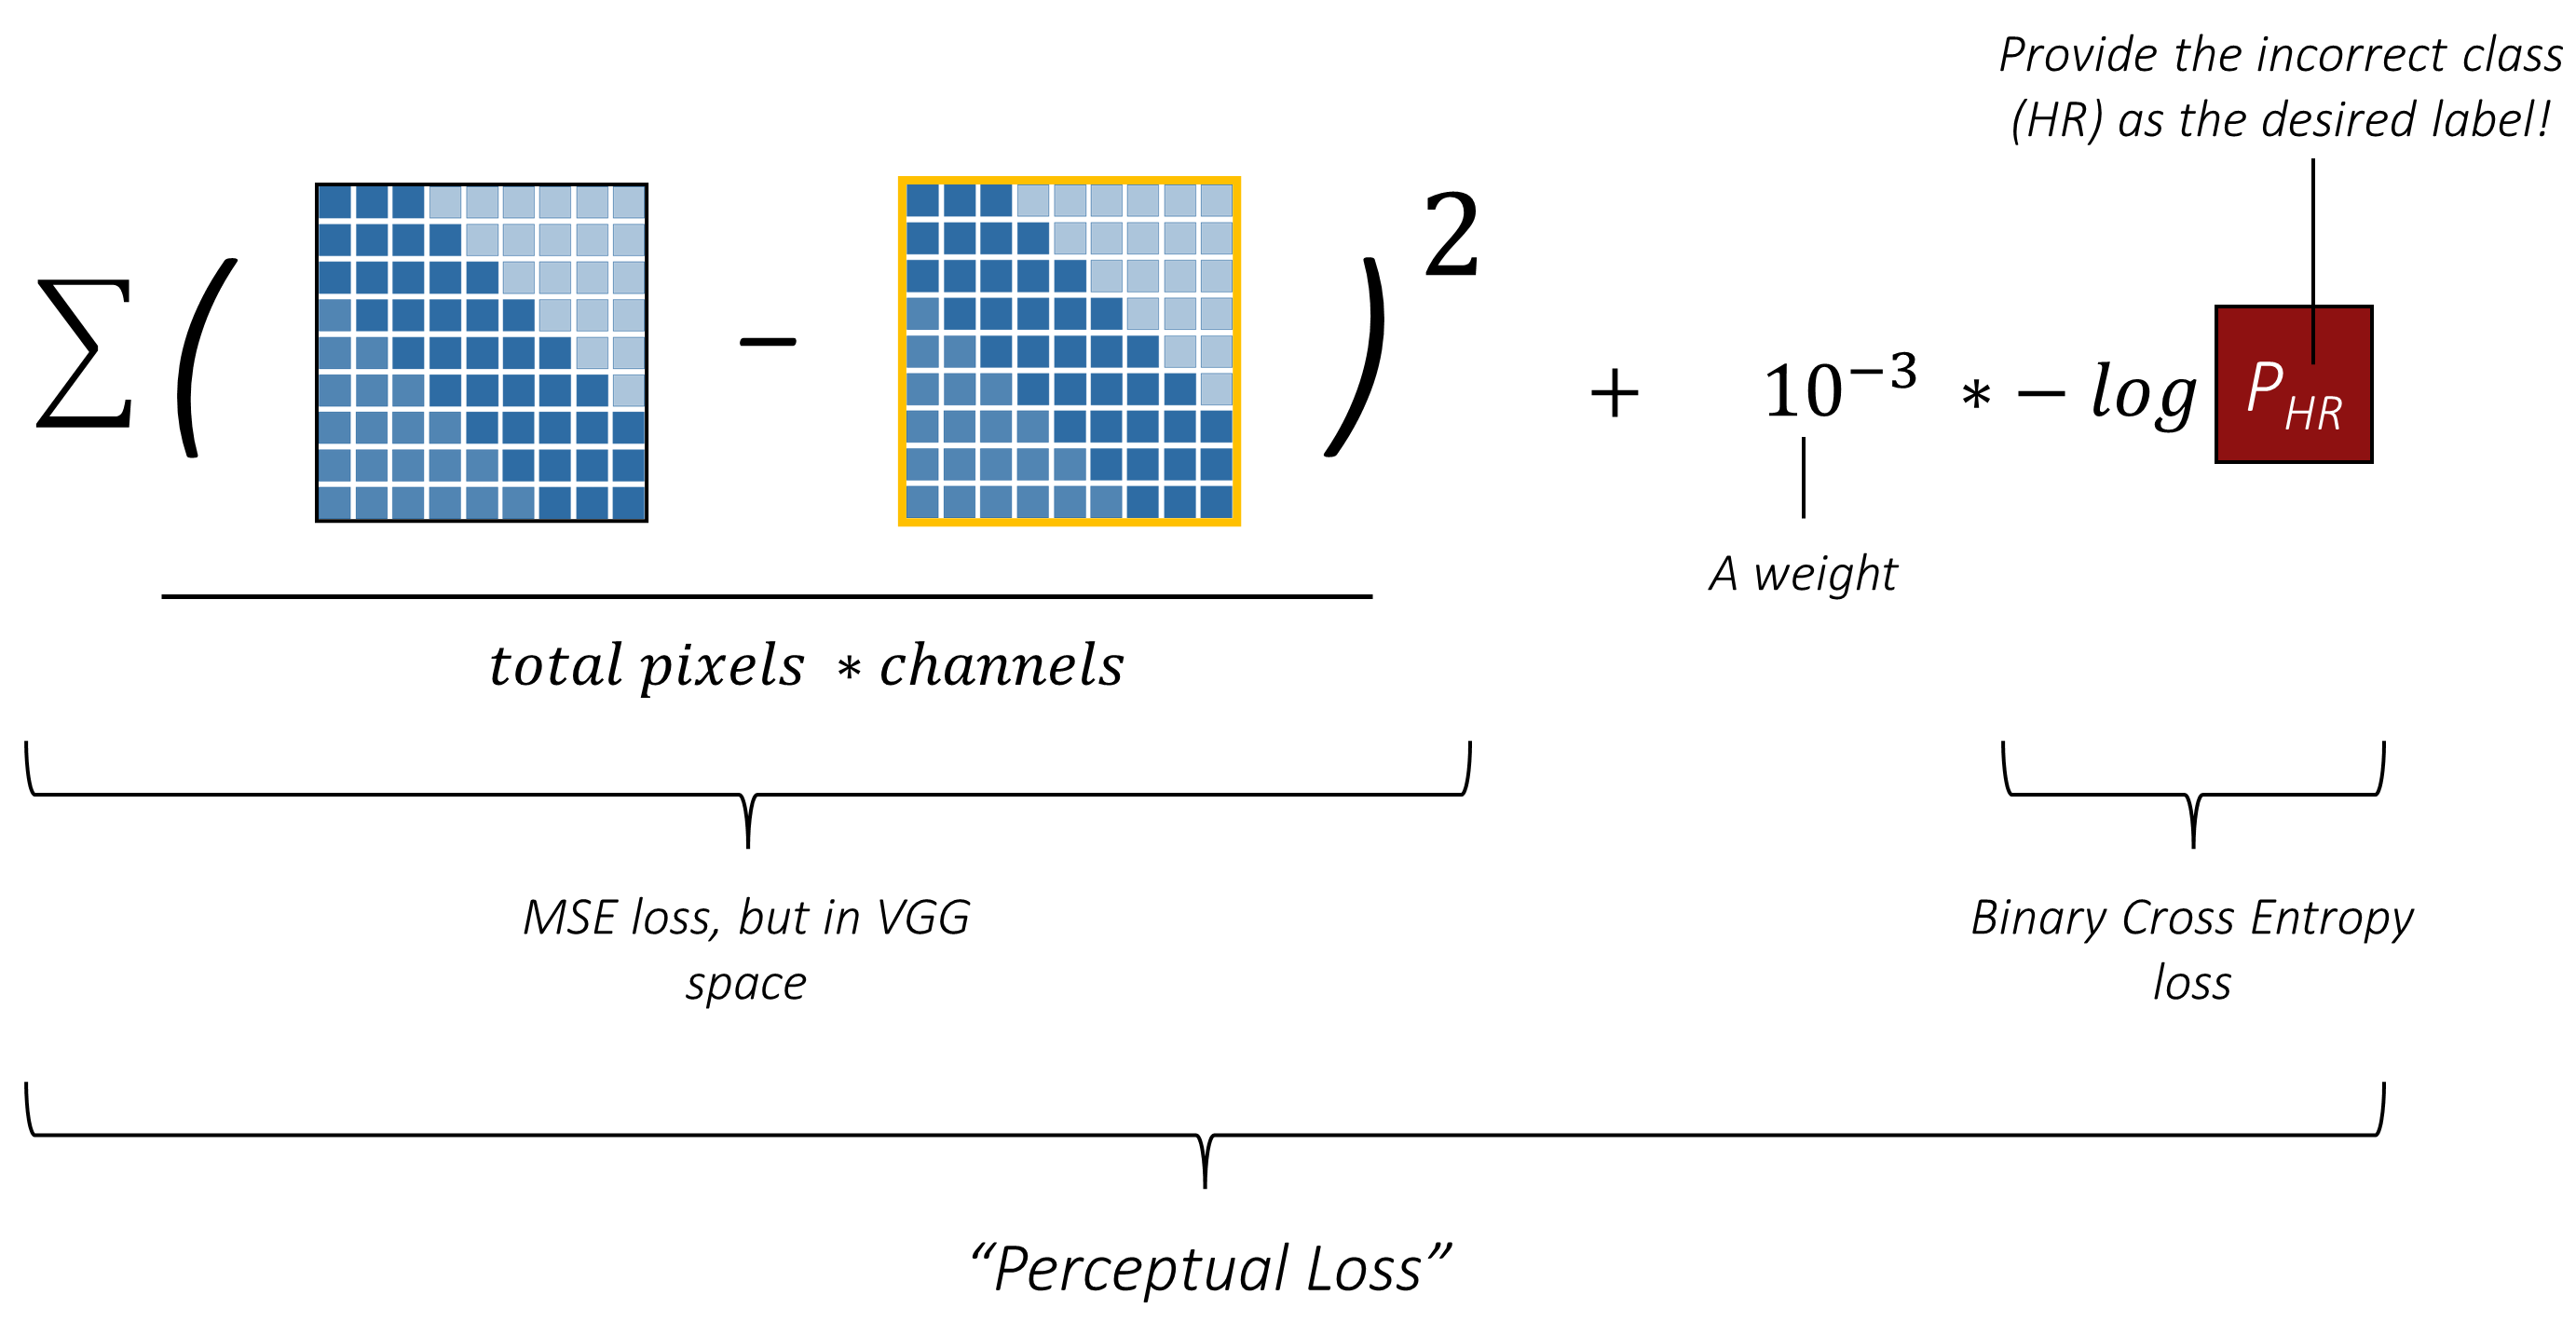 Provide the incorrect class
(HR) as the desired label!
∑ ( − )² + 10⁻³ * − log P_HR
A weight
total pixels * channels
MSE loss, but in VGG
space
Binary Cross Entropy
loss
“Perceptual Loss”